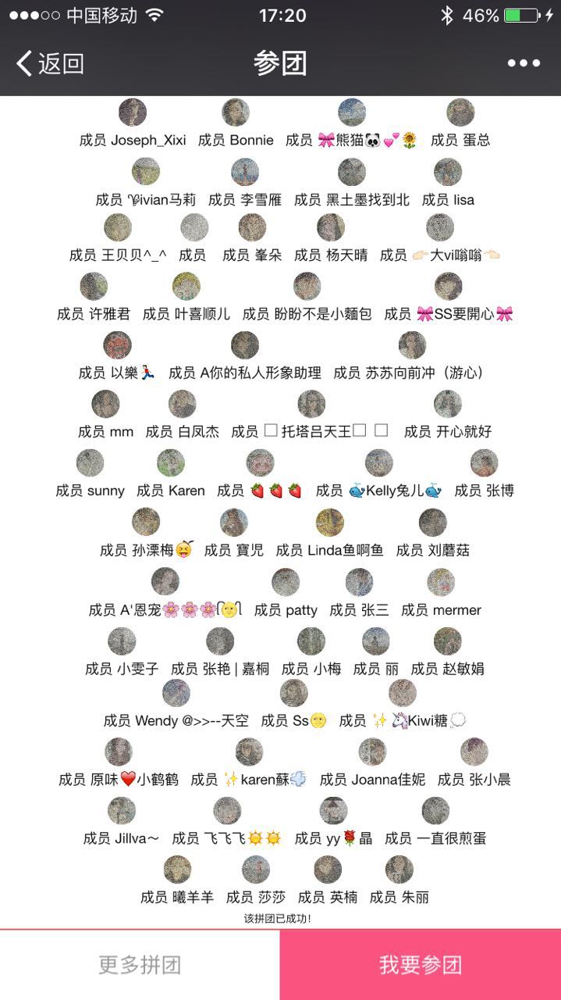 中国移动 17:20 46%
返回 参团
成员 Joseph_Xixi 成员 Bonnie 成员 🎀熊猫🐼💕🌻 成员 蛋总
成员 ♑ivian马莉 成员 李雪雁 成员 黑土墨找到北 成员 lisa
成员 王贝贝^_^ 成员 成员 峯朵 成员 杨天晴 成员 👉🏻大vi嗡嗡👈🏻
成员 许雅君 成员 叶喜顺儿 成员 盼盼不是小麵包 成员 🎀SS要開心🎀
成员 以樂🏃 成员 A你的私人形象助理 成员 苏苏向前冲（游心）
成员 mm 成员 白凤杰 成员 □ 托塔吕天王□ □ 成员 开心就好
成员 sunny 成员 Karen 成员 🍓🍓🍓 成员 🐳Kelly兔儿🐳 成员 张博
成员 孙溧梅😝 成员 寶児 成员 Linda鱼啊鱼 成员 刘蘑菇
成员 A'恩宠🌸🌸🌸🌝 成员 patty 成员 张三 成员 mermer
成员 小雯子 成员 张艳 | 嘉桐 成员 小梅 成员 丽 成员 赵敏娟
成员 Wendy @>>--天空 成员 Ss🌝 成员 ✨🦄Kiwi糖💭
成员 原味❤️小鹤鹤 成员 ✨karen蘇💨 成员 Joanna佳妮 成员 张小晨
成员 Jillva～ 成员 飞飞飞☀️☀️ 成员 yy🌹晶 成员 一直很煎蛋
成员 曦羊羊 成员 莎莎 成员 英楠 成员 朱丽
该拼团已成功！
更多拼团 我要参团